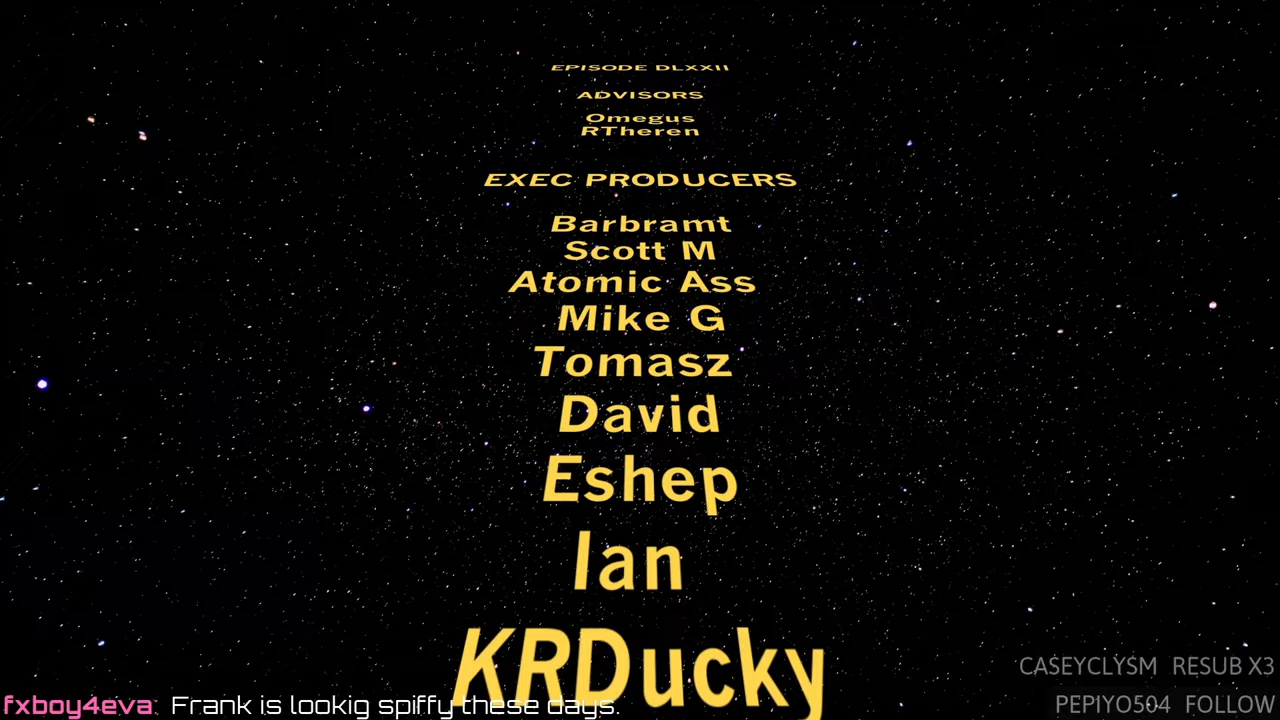 EPISODE DLXXII
ADVISORS
Omegus
RTheren
EXEC PRODUCERS
Barbramt
Scott M
Atomic Ass
Mike G
Tomasz
David
Eshep
Ian
KRDucky
CASEYCLYSM RESUB X3
PEPIYO504 FOLLOW
fxboy4eva: Frank is lookig spiffy these days.